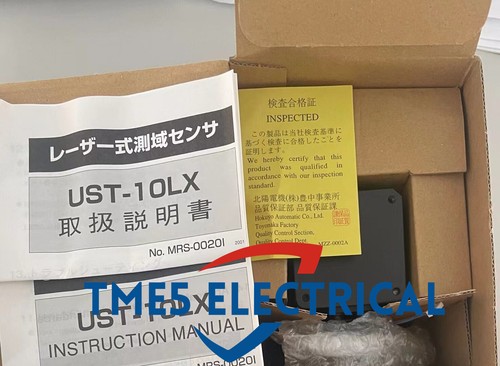 レーザー式測域センサ
UST-10LX
取扱説明書
No. MRS-0020I
2001
UST-10LX
INSTRUCTION MANUAL
MRS-0020I
検査合格証
INSPECTED
この製品は当社検査基準に
基づく検査に合格したことを
証明します。
We hereby certify that this
product was qualified in
accordance with our inspection
standard.
北陽電機(株)豊中事業所
品質保証部 品質保証課
Hokuyo Automatic Co., Ltd.
Toyonaka Factory
Quality Control Section,
Quality Control Dept.
MZZ-0002A
TME5 ELECTRICAL